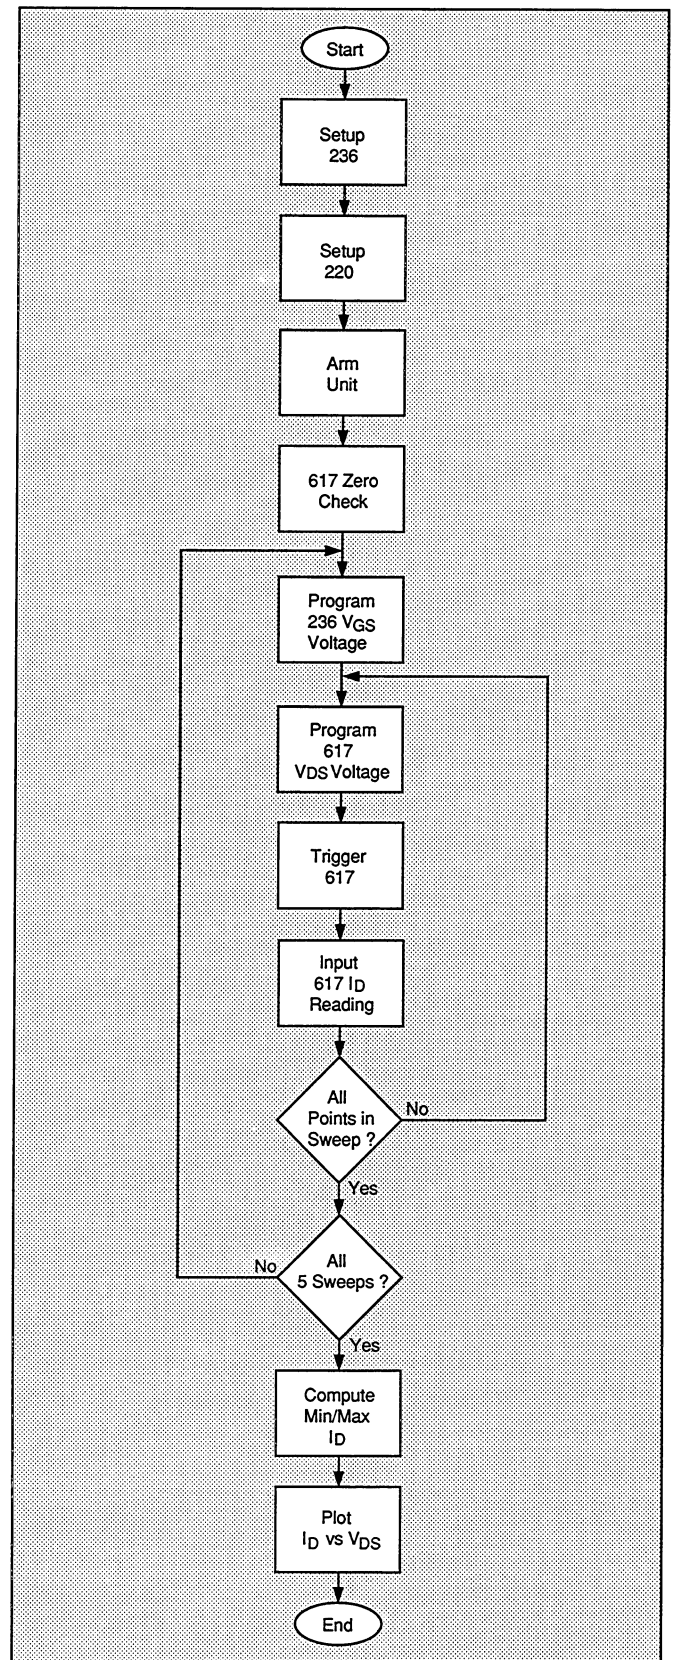 Start
Setup
236
Setup
220
Arm
Unit
617 Zero
Check
Program
236 VGS
Voltage
Program
617
VDS Voltage
Trigger
617
Input
617 ID
Reading
All
Points in
Sweep ?
No
Yes
All
5 Sweeps ?
No
Yes
Compute
Min/Max
ID
Plot
ID vs VDS
End